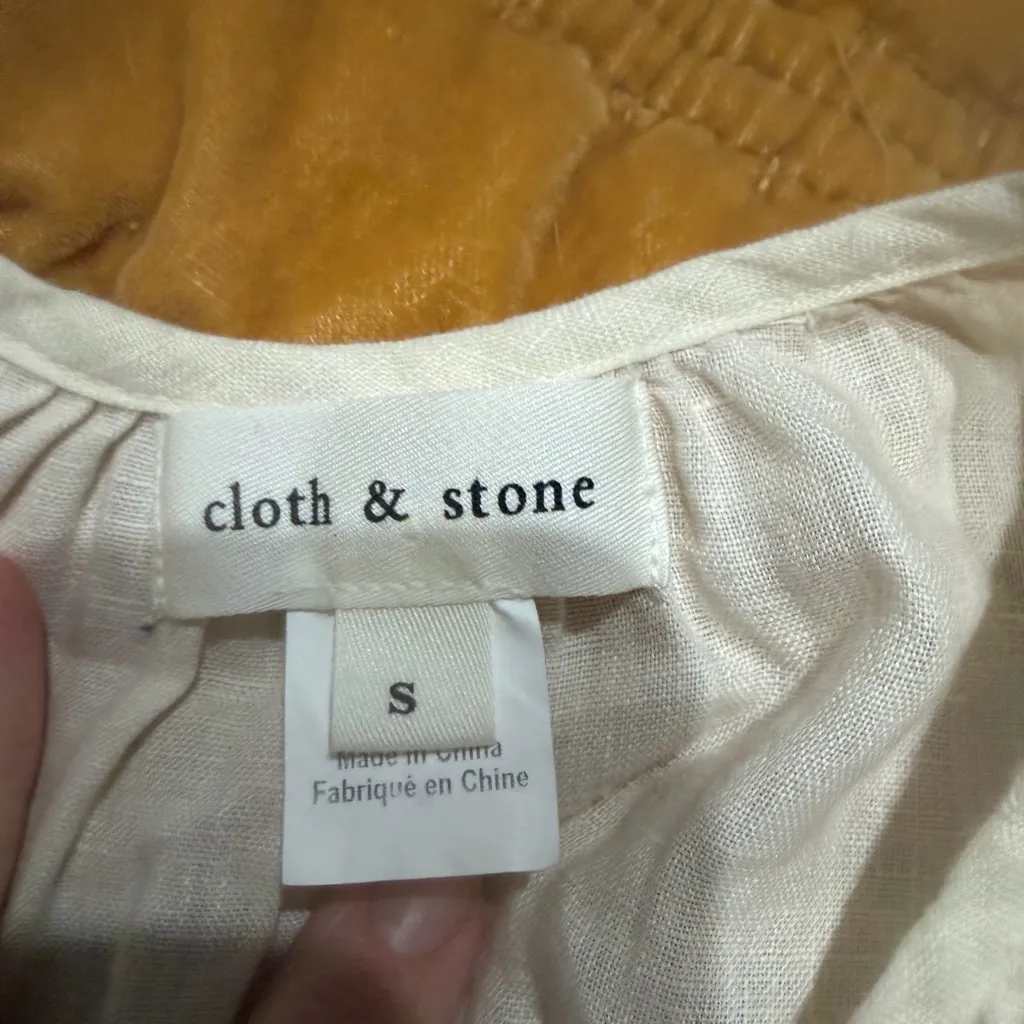 cloth & stone
s
Made in China
Fabriqué en Chine